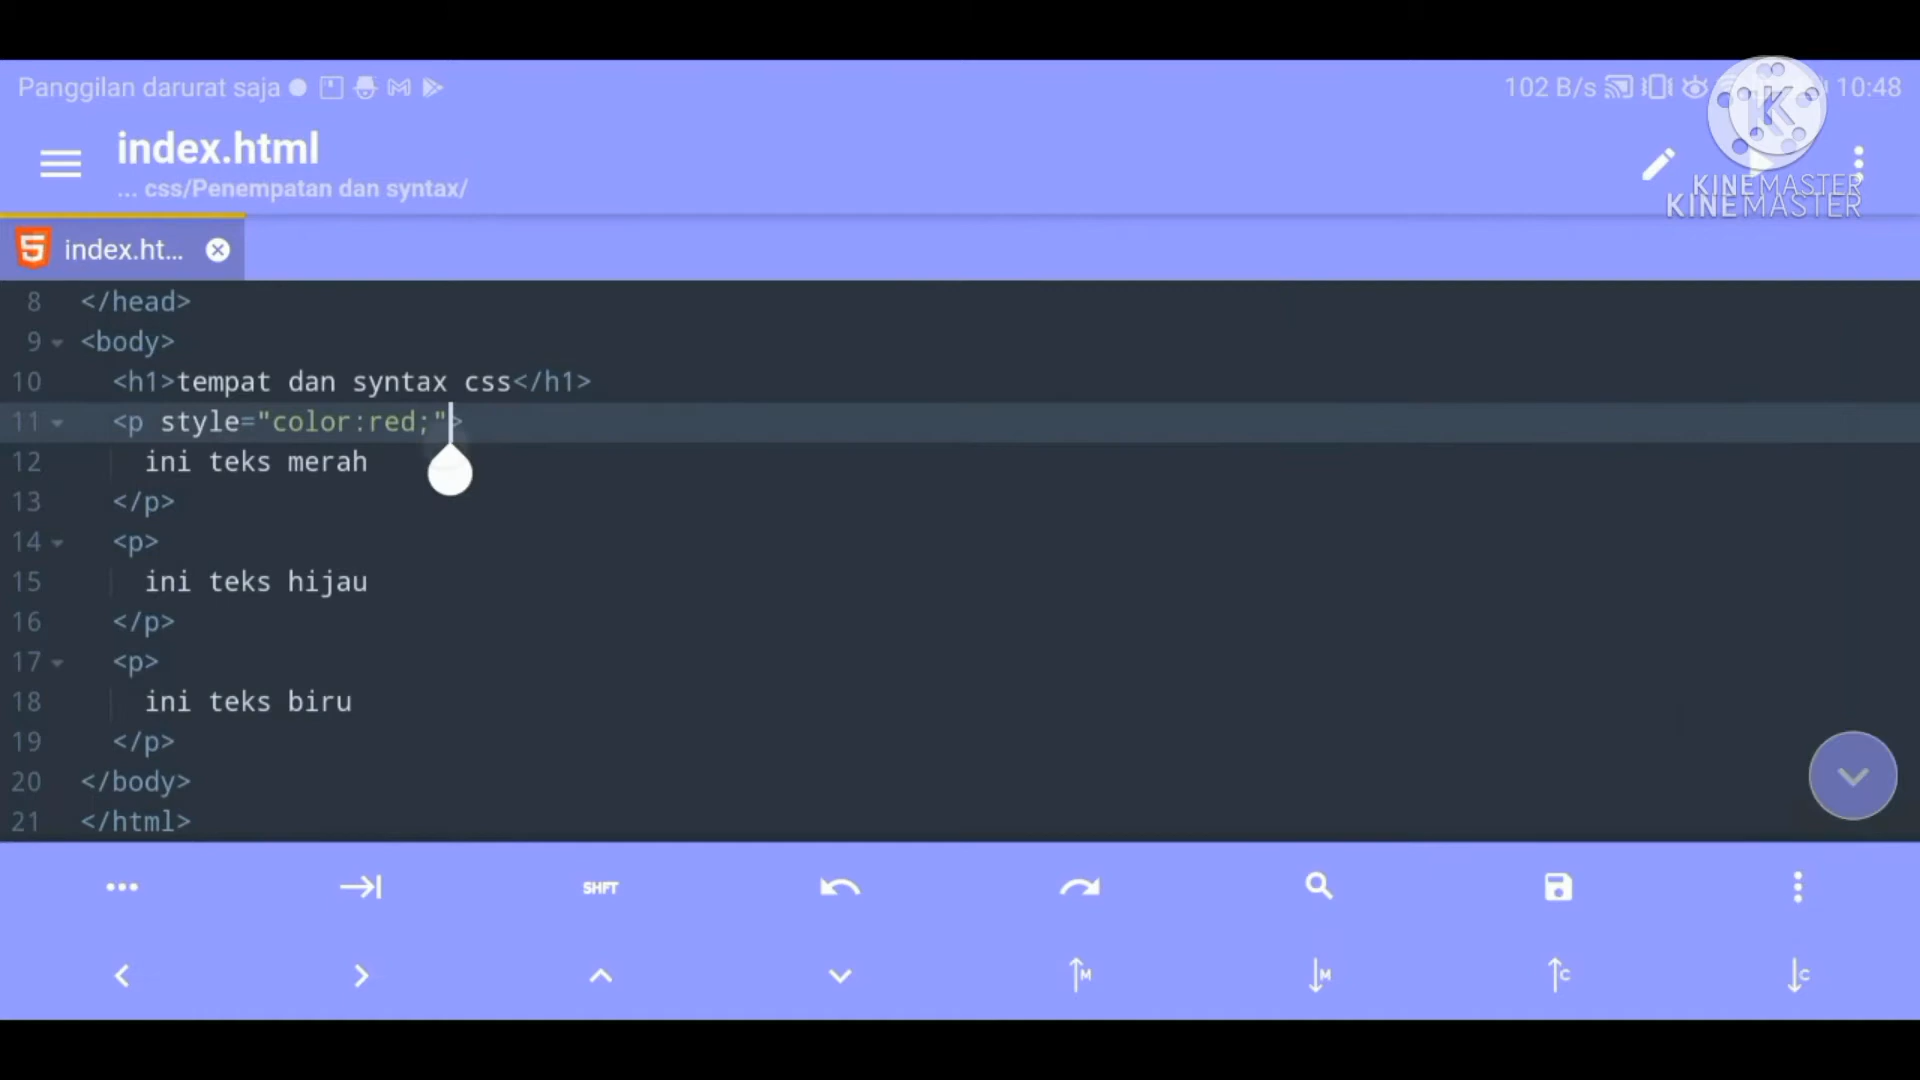 Panggilan darurat saja
102 B/s 10:48
index.html
... css/Penempatan dan syntax/
KINEMASTER
KINEMASTER
index.ht...
8 </head>
9 <body>
10 <h1>tempat dan syntax css</h1>
11 <p style="color:red;">
12 ini teks merah
13 </p>
14 <p>
15 ini teks hijau
16 </p>
17 <p>
18 ini teks biru
19 </p>
20 </body>
21 </html>
SHFT
M M C C